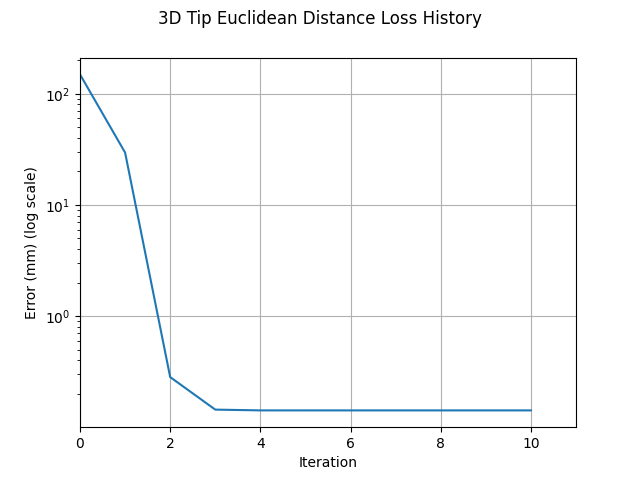 3D Tip Euclidean Distance Loss History
Error (mm) (log scale)
10²
10¹
10⁰
0 2 4 6 8 10
Iteration